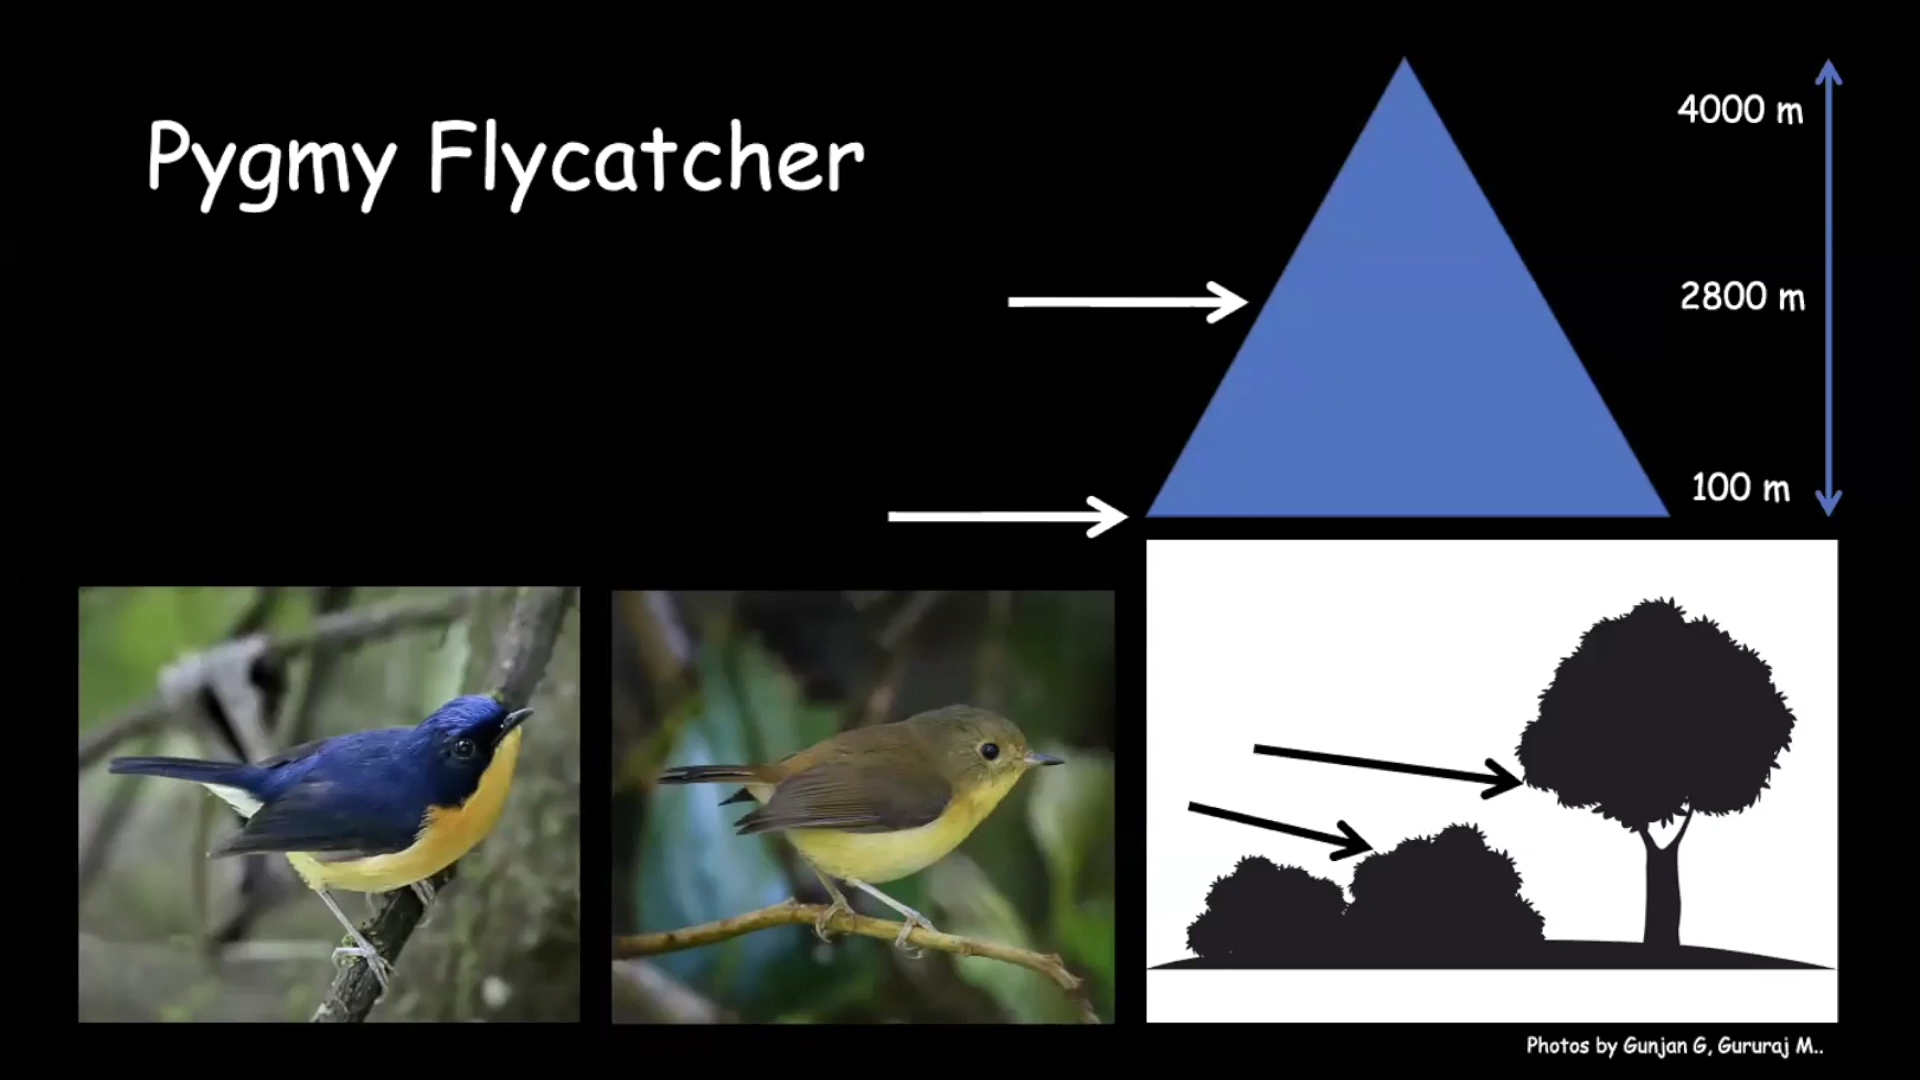 Pygmy Flycatcher
4000 m
2800 m
100 m
Photos by Gunjan G, Gururaj M..